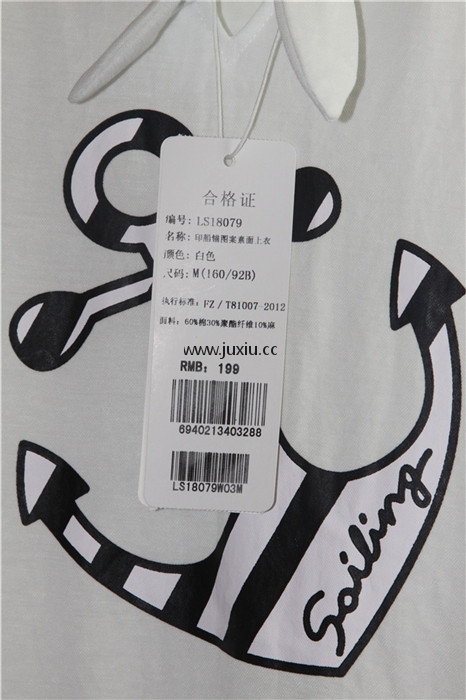 合格证
编号: LS18079
名称: 印船锚图案素面上衣
颜色: 白色
尺码: M(160/92B)
执行标准: FZ/T81007-2012
面料: 60%棉30%聚酯纤维10%麻
www.juxiu.cc
RMB: 199
6940213403288
LS18079W03M
Sailing